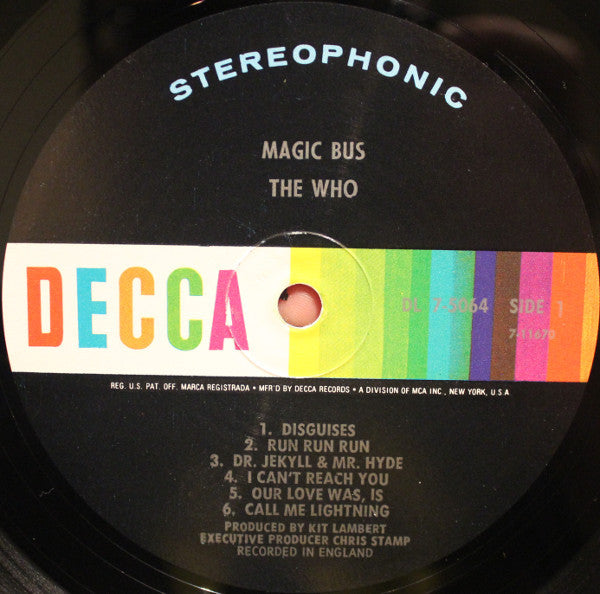 STEREOPHONIC
MAGIC BUS
THE WHO
DECCA
DL 7-5064 SIDE 1
7-11670
REG. U.S. PAT. OFF. MARCA REGISTRADA • MFR'D BY DECCA RECORDS • A DIVISION OF MCA INC., NEW YORK, U.S.A
1. DISGUISES
2. RUN RUN RUN
3. DR. JEKYLL & MR. HYDE
4. I CAN'T REACH YOU
5. OUR LOVE WAS, IS
6. CALL ME LIGHTNING
PRODUCED BY KIT LAMBERT
EXECUTIVE PRODUCER CHRIS STAMP
RECORDED IN ENGLAND